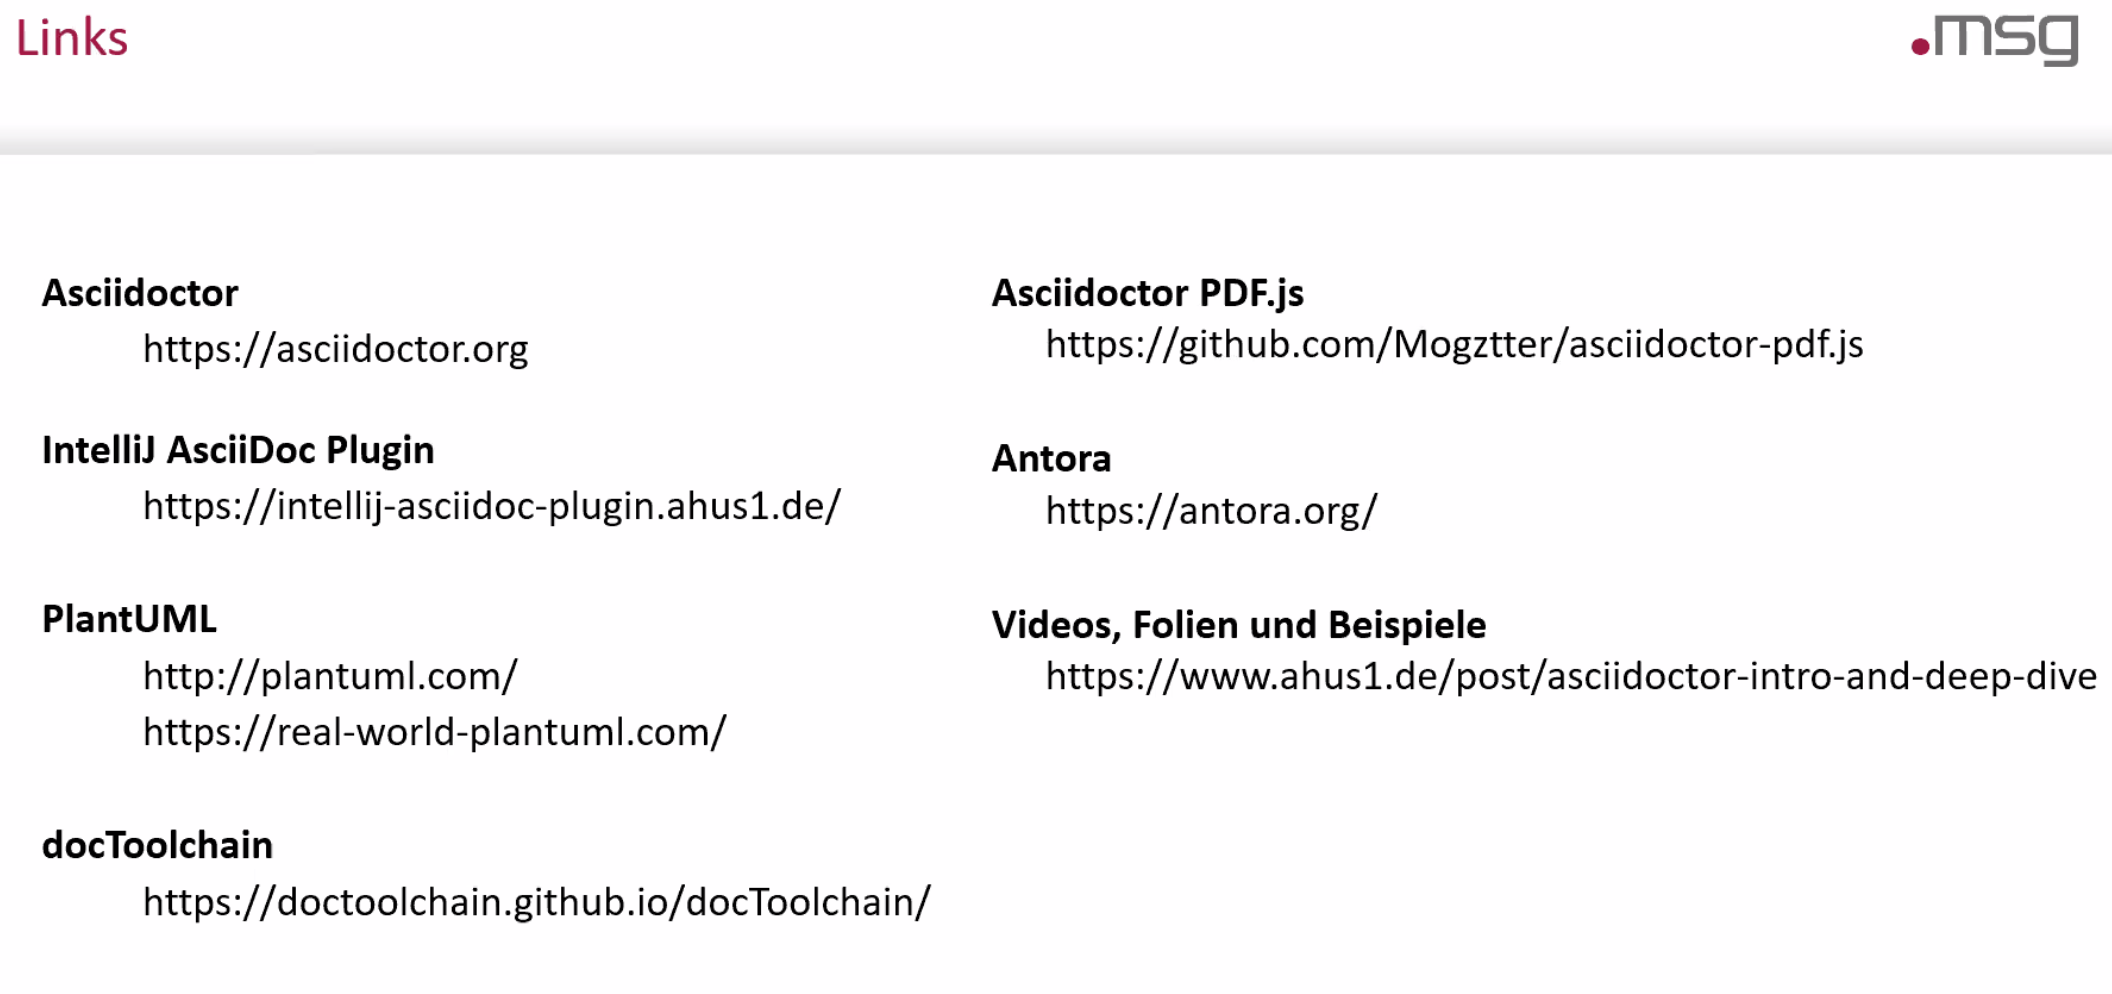 Links
.msg
Asciidoctor
https://asciidoctor.org
IntelliJ AsciiDoc Plugin
https://intellij-asciidoc-plugin.ahus1.de/
PlantUML
http://plantuml.com/
https://real-world-plantuml.com/
docToolchain
https://doctoolchain.github.io/docToolchain/
Asciidoctor PDF.js
https://github.com/Mogztter/asciidoctor-pdf.js
Antora
https://antora.org/
Videos, Folien und Beispiele
https://www.ahus1.de/post/asciidoctor-intro-and-deep-dive